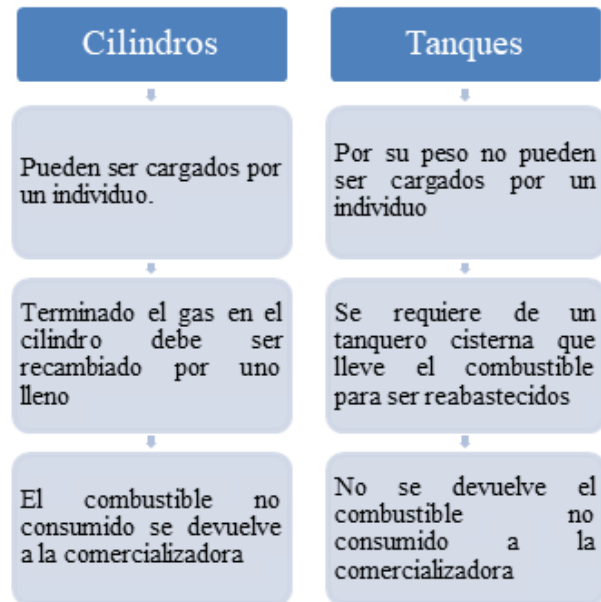 Cilindros
Pueden ser cargados por
un individuo.
Terminado el gas en el
cilindro debe ser
recambiado por uno
lleno
El combustible no
consumido se devuelve
a la comercializadora
Tanques
Por su peso no pueden
ser cargados por un
individuo
Se requiere de un
tanquero cisterna que
lleve el combustible
para ser reabastecidos
No se devuelve el
combustible no
consumido a la
comercializadora